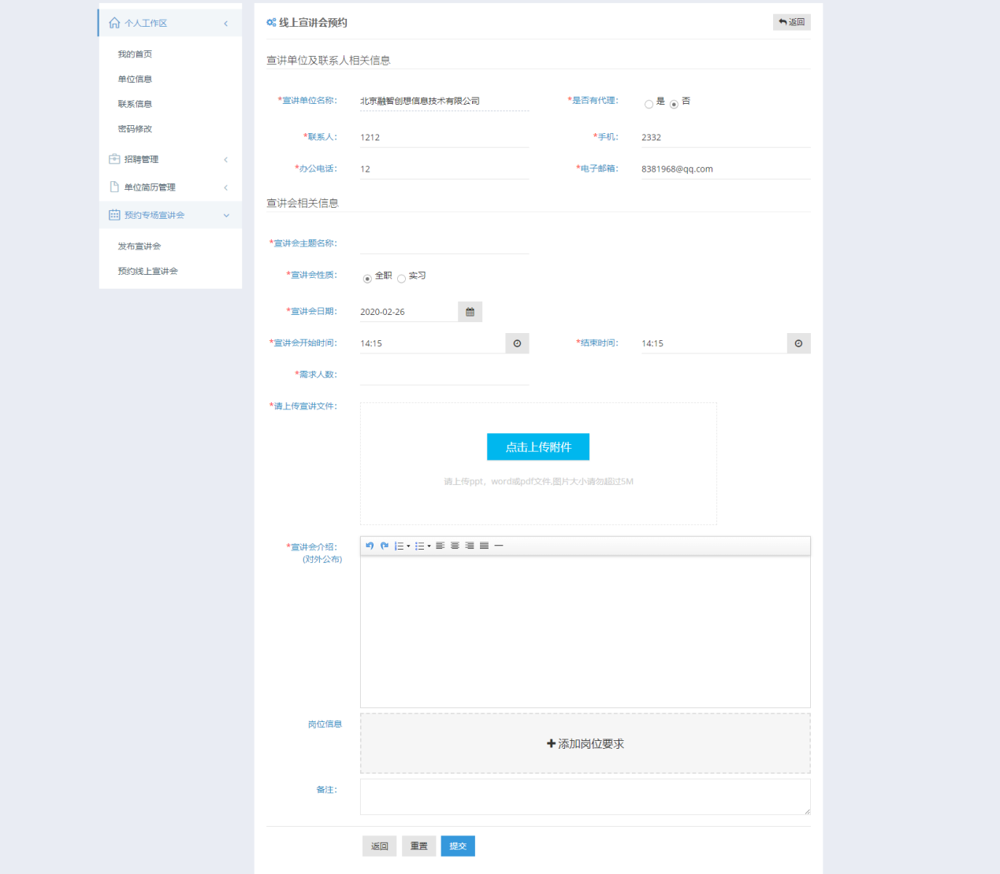 个人工作区
我的首页
单位信息
联系信息
密码修改
招聘管理
单位简历管理
预约专场宣讲会
发布宣讲会
预约线上宣讲会
线上宣讲会预约
返回
宣讲单位及联系人相关信息
*宣讲单位名称： 北京融智创想信息技术有限公司 *是否有代理： 是 否
*联系人： 1212 *手机： 2332
*办公电话： 12 *电子邮箱： 8381968@qq.com
宣讲会相关信息
*宣讲会主题名称：
*宣讲会性质： 全职 实习
*宣讲会日期： 2020-02-26
*宣讲会开始时间： 14:15 *结束时间： 14:15
*需求人数：
*请上传宣讲文件：
点击上传附件
请上传ppt，word或pdf文件,图片大小请勿超过5M
*宣讲会介绍：
(对外公布)
岗位信息
添加岗位要求
备注：
返回 重置 提交